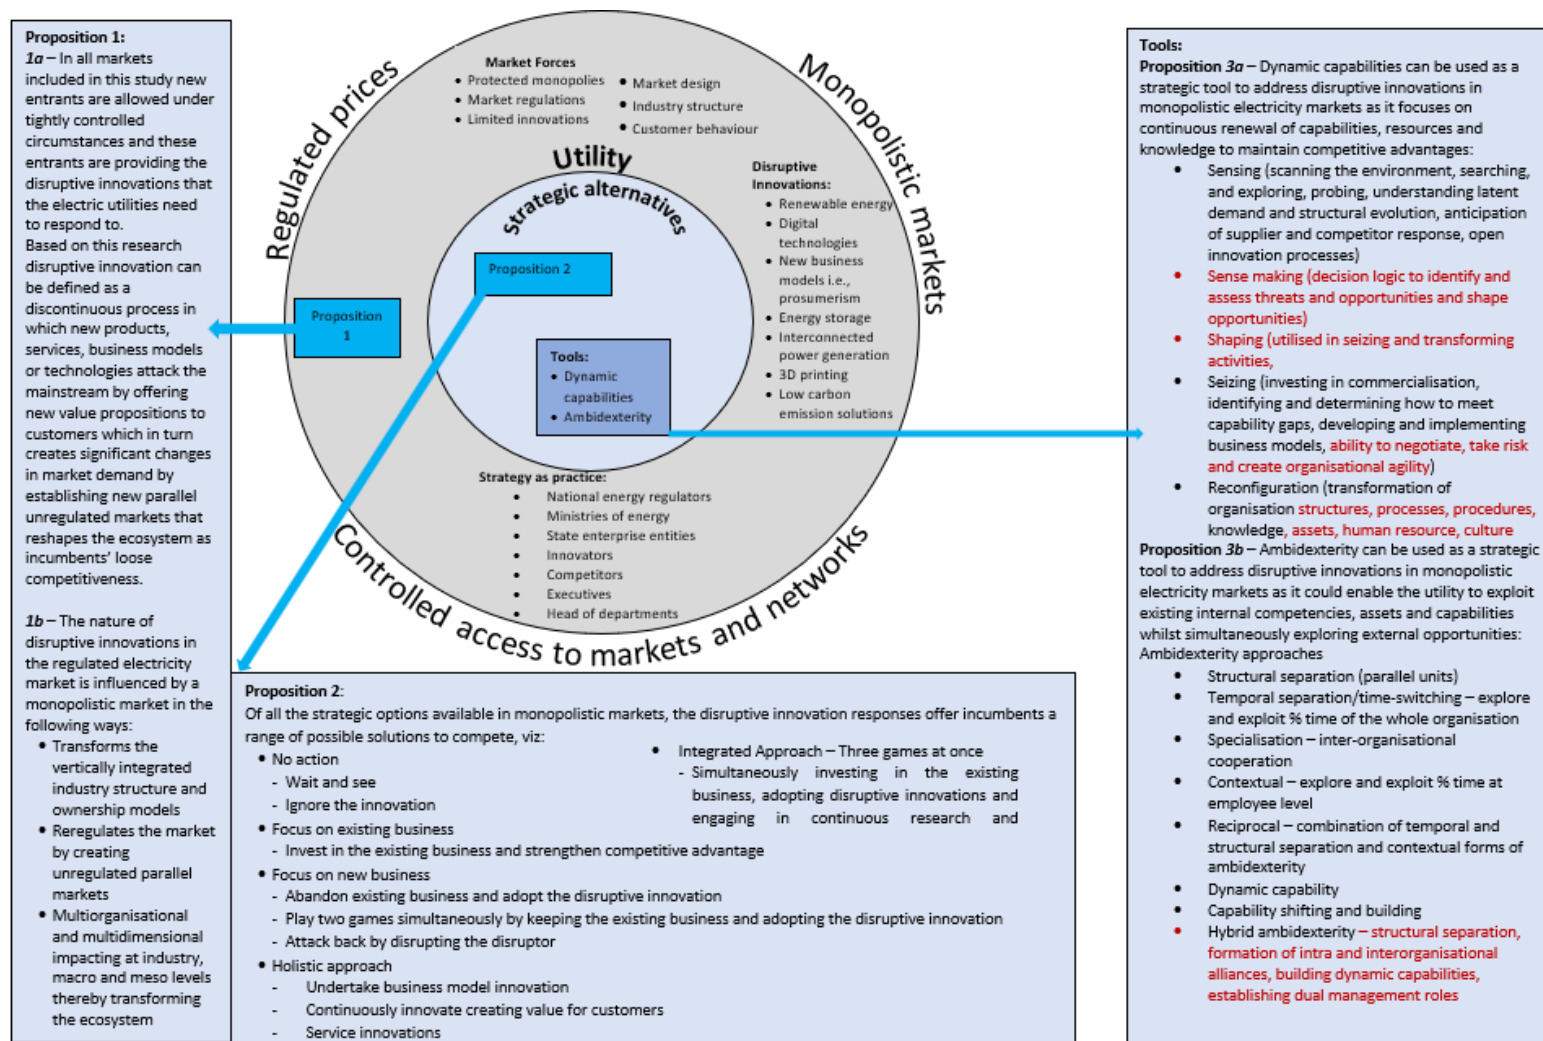 Proposition 1:
1a – In all markets
included in this study new
entrants are allowed under
tightly controlled
circumstances and these
entrants are providing the
disruptive innovations that
the electric utilities need
to respond to.
Based on this research
disruptive innovation can
be defined as a
discontinuous process in
which new products,
services, business models
or technologies attack the
mainstream by offering
new value propositions to
customers which in turn
creates significant changes
in market demand by
establishing new parallel
unregulated markets that
reshapes the ecosystem as
incumbents’ loose
competitiveness.
1b – The nature of
disruptive innovations in
the regulated electricity
market is influenced by a
monopolistic market in the
following ways:
• Transforms the
vertically integrated
industry structure and
ownership models
• Reregulates the market
by creating
unregulated parallel
markets
• Multiorganisational
and multidimensional
impacting at industry,
macro and meso levels
thereby transforming
the ecosystem
Regulated prices
Monopolistic markets
Controlled access to markets and networks
Market Forces
• Protected monopolies
• Market regulations
• Limited innovations
• Market design
• Industry structure
• Customer behaviour
Utility
Strategic alternatives
Proposition 2
Proposition
1
Tools:
• Dynamic
capabilities
• Ambidexterity
Disruptive
Innovations:
• Renewable energy
• Digital
technologies
• New business
models i.e.,
prosumerism
• Energy storage
• Interconnected
power generation
• 3D printing
• Low carbon
emission solutions
Strategy as practice:
• National energy regulators
• Ministries of energy
• State enterprise entities
• Innovators
• Competitors
• Executives
• Head of departments
Proposition 2:
Of all the strategic options available in monopolistic markets, the disruptive innovation responses offer incumbents a
range of possible solutions to compete, viz:
• No action
- Wait and see
- Ignore the innovation
• Focus on existing business
- Invest in the existing business and strengthen competitive advantage
• Focus on new business
- Abandon existing business and adopt the disruptive innovation
- Play two games simultaneously by keeping the existing business and adopting the disruptive innovation
- Attack back by disrupting the disruptor
• Holistic approach
- Undertake business model innovation
- Continuously innovate creating value for customers
- Service innovations
• Integrated Approach – Three games at once
- Simultaneously investing in the existing
business, adopting disruptive innovations and
engaging in continuous research and
Tools:
Proposition 3a – Dynamic capabilities can be used as a
strategic tool to address disruptive innovations in
monopolistic electricity markets as it focuses on
continuous renewal of capabilities, resources and
knowledge to maintain competitive advantages:
• Sensing (scanning the environment, searching,
and exploring, probing, understanding latent
demand and structural evolution, anticipation
of supplier and competitor response, open
innovation processes)
• Sense making (decision logic to identify and
assess threats and opportunities and shape
opportunities)
• Shaping (utilised in seizing and transforming
activities,
• Seizing (investing in commercialisation,
identifying and determining how to meet
capability gaps, developing and implementing
business models, ability to negotiate, take risk
and create organisational agility)
• Reconfiguration (transformation of
organisation structures, processes, procedures,
knowledge, assets, human resource, culture
Proposition 3b – Ambidexterity can be used as a strategic
tool to address disruptive innovations in monopolistic
electricity markets as it could enable the utility to exploit
existing internal competencies, assets and capabilities
whilst simultaneously exploring external opportunities:
Ambidexterity approaches
• Structural separation (parallel units)
• Temporal separation/time-switching – explore
and exploit % time of the whole organisation
• Specialisation – inter-organisational
cooperation
• Contextual – explore and exploit % time at
employee level
• Reciprocal – combination of temporal and
structural separation and contextual forms of
ambidexterity
• Dynamic capability
• Capability shifting and building
• Hybrid ambidexterity – structural separation,
formation of intra and interorganisational
alliances, building dynamic capabilities,
establishing dual management roles